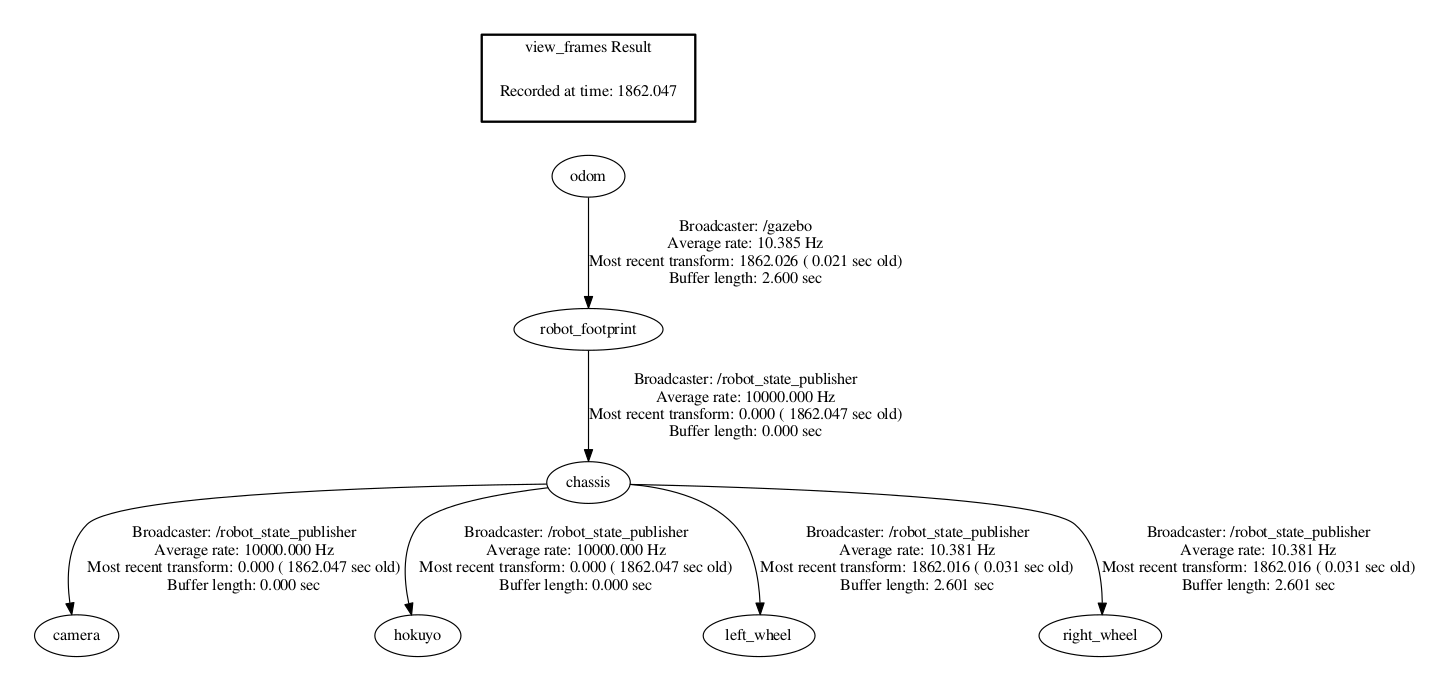 view_frames Result
Recorded at time: 1862.047
odom
Broadcaster: /gazebo
Average rate: 10.385 Hz
Most recent transform: 1862.026 ( 0.021 sec old)
Buffer length: 2.600 sec
robot_footprint
Broadcaster: /robot_state_publisher
Average rate: 10000.000 Hz
Most recent transform: 0.000 ( 1862.047 sec old)
Buffer length: 0.000 sec
chassis
Broadcaster: /robot_state_publisher
Average rate: 10000.000 Hz
Most recent transform: 0.000 ( 1862.047 sec old)
Buffer length: 0.000 sec
Broadcaster: /robot_state_publisher
Average rate: 10000.000 Hz
Most recent transform: 0.000 ( 1862.047 sec old)
Buffer length: 0.000 sec
Broadcaster: /robot_state_publisher
Average rate: 10.381 Hz
Most recent transform: 1862.016 ( 0.031 sec old)
Buffer length: 2.601 sec
Broadcaster: /robot_state_publisher
Average rate: 10.381 Hz
Most recent transform: 1862.016 ( 0.031 sec old)
Buffer length: 2.601 sec
camera
hokuyo
left_wheel
right_wheel